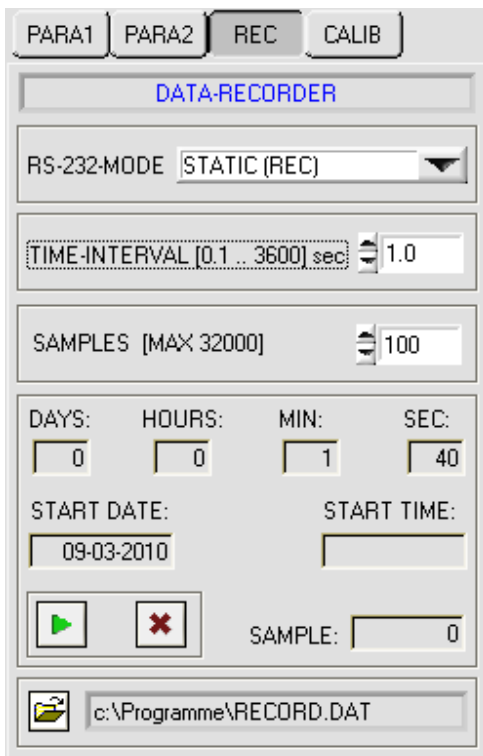 PARA1 PARA2 REC CALIB
DATA-RECORDER
RS-232-MODE STATIC (REC)
TIME-INTERVAL [0.1 .. 3600] sec 1.0
SAMPLES [MAX 32000] 100
DAYS: HOURS: MIN: SEC:
0 0 1 40
START DATE: START TIME:
09-03-2010
SAMPLE: 0
c:\Programme\RECORD.DAT